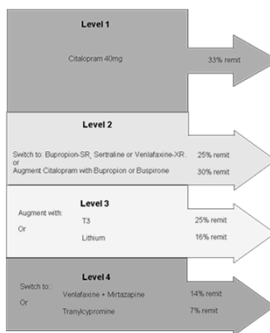 Level 1
Citalopram 40mg 33% remit
Level 2
Switch to: Bupropion-SR, Sertraline or Venlafaxine-XR. 25% remit
or
Augment Citalopram with Bupropion or Buspirone 30% remit
Level 3
Augment with:
T3 25% remit
Or
Lithium 16% remit
Level 4
Switch to::
Venlafaxine + Mirtazapine 14% remit
Or
Tranylcypromine 7% remit